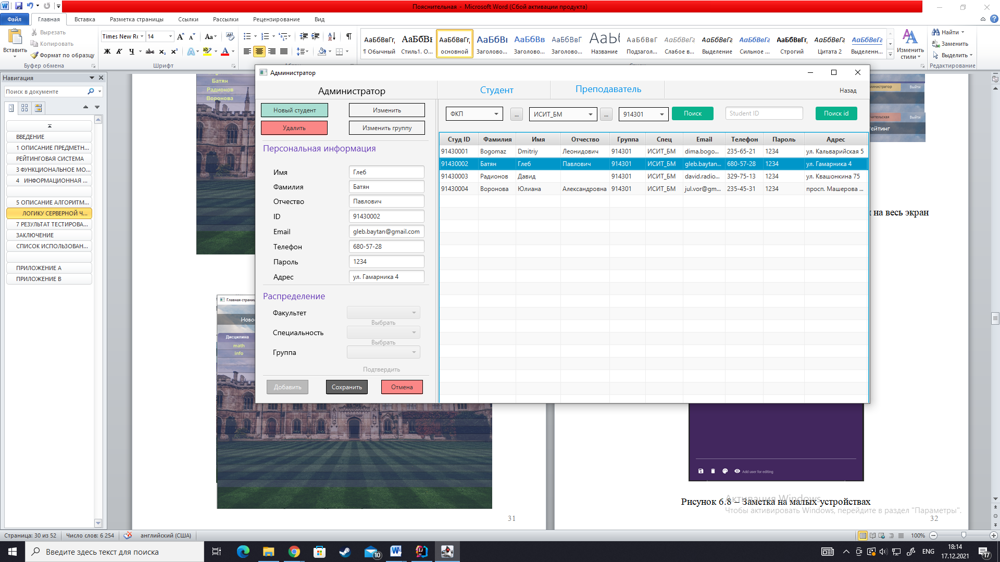 Пояснительная - Microsoft Word (Сбой активации продукта)
Файл Главная Вставка Разметка страницы Ссылки Рассылки Рецензирование Вид
Вставить
Вырезать
Копировать
Формат по образцу
Буфер обмена
Times New Rc 14
Шрифт
АаБбВвГг, АаБбВı АаБбВвГг, АаБбВı АаБбВв АаБбВвГ АаБ АаБбВвГ АаБбВвГг АаБбВвГг АаБбВвГг АаБбВвГг, АаБбВвГг АаБбВвГг
¶ Обычный Стиль1. О... основной Заголово... Заголово... Заголово... Название Подзагол... Слабое в... Выделение Сильное ... Строгий Цитата 2 Выделенн...
Изменить стили
Найти
Заменить
Выделить
Редактирование
Навигация
Поиск в документе
ВВЕДЕНИЕ
1 ОПИСАНИЕ ПРЕДМЕТН...
РЕЙТИНГОВАЯ СИСТЕМА
3 ФУНКЦИОНАЛЬНОЕ МО...
4 ИНФОРМАЦИОННАЯ ...
5 ОПИСАНИЕ АЛГОРИТМ...
ЛОГИКУ СЕРВЕРНОЙ Ч...
7 РЕЗУЛЬТАТ ТЕСТИРОВА...
ЗАКЛЮЧЕНИЕ
СПИСОК ИСПОЛЬЗОВАН...
ПРИЛОЖЕНИЕ А
ПРИЛОЖЕНИЕ В
Батян
Радионов
Воронова
Главная страниц
Ново
Дисциплина
math
info
Администратор
Администратор Студент Преподаватель Назад
Новый студент Изменить
Удалить Изменить группу
Персональная информация
Имя Глеб
Фамилия Батян
Отчество Павлович
ID 91430002
Email gleb.baytan@gmail.com
Телефон 680-57-28
Пароль 1234
Адрес ул. Гамарника 4
Распределение
Факультет
Выбрать
Специальность
Выбрать
Группа
Подтвердить
Добавить Сохранить Отмена
ФКП ... ИСИТ_БМ ... 914301 Поиск Student ID Поиск id
Студ ID Фамилия Имя Отчество Группа Спец Email Телефон Пароль Адрес
91430001 Bogomaz Dmitriy Леонидович 914301 ИСИТ_БМ dima.bogo... 235-65-21 1234 ул. Кальварийская 5
91430002 Батян Глеб Павлович 914301 ИСИТ_БМ gleb.baytan... 680-57-28 1234 ул. Гамарника 4
91430003 Радионов Давид 914301 ИСИТ_БМ david.radio... 329-75-13 1234 ул. Квашонкина 75
91430004 Воронова Юлиана Александровна 914301 ИСИТ_БМ jul.vor@gm... 235-45-31 1234 просп. Машерова ...
министратор Выйти
Выйти
ейтинг
на весь экран
Add user for editing
Рисунок 6.8 – Заметка на малых устройствах
Активация Windows
Чтобы активировать Windows, перейдите в раздел "Параметры".
31
32
Страница: 30 из 52 Число слов: 6 254 английский (США) 100%
Введите здесь текст для поиска
10
ENG
18:14
17.12.2021
17